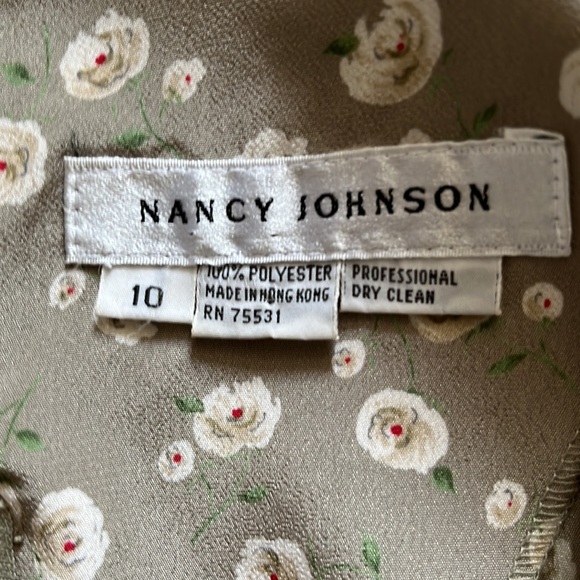 NANCY JOHNSON
10
100% POLYESTER
MADE IN HONG KONG
RN 75531
PROFESSIONAL
DRY CLEAN